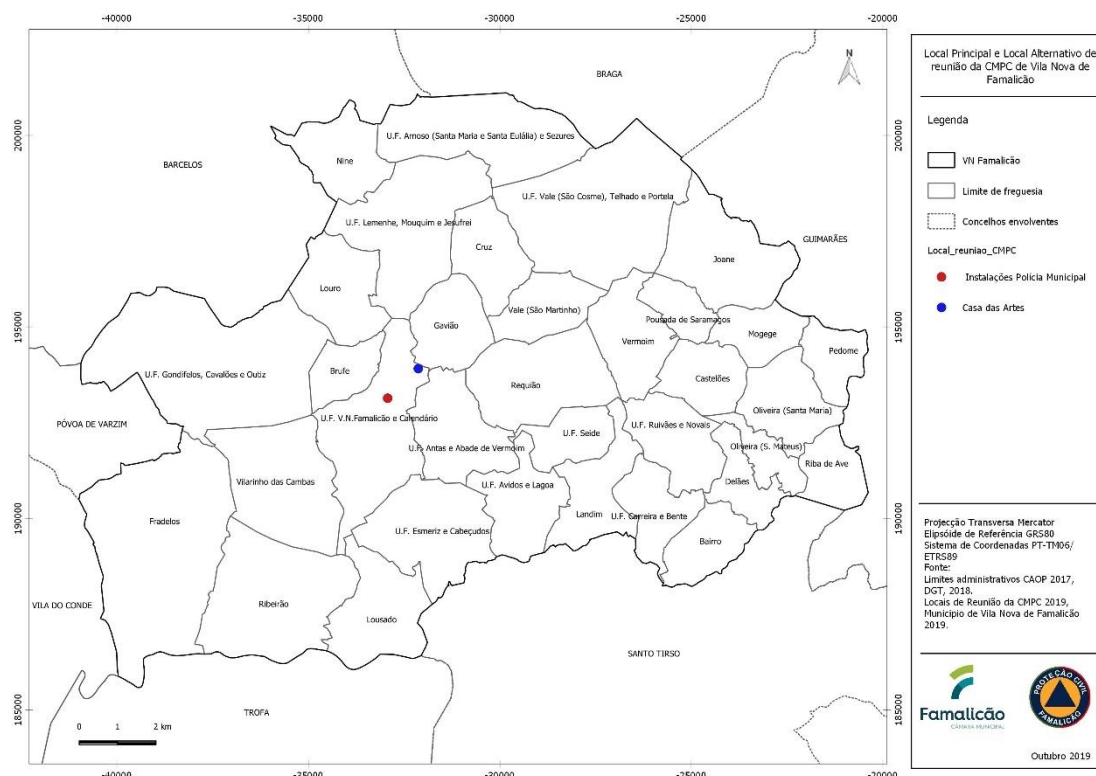 -40000
-35000
-30000
-25000
-20000
200000
195000
190000
185000
200000
195000
190000
185000
N
BRAGA
BARCELOS
GUIMARÃES
PÓVOA DE VARZIM
VILA DO CONDE
TROFA
SANTO TIRSO
U.F. Arnoso (Santa Maria e Santa Eulália) e Sezures
Nine
U.F. Vale (São Cosme), Telhado e Portela
U.F. Lemenhe, Mouquim e Jesufrei
Cruz
Joane
Louro
Gavião
Vale (São Martinho)
Pousada de Saramagos
Mogege
Vermoim
Pedome
U.F. Gondifelos, Cavalões e Outiz
Brufe
Requião
Castelões
Oliveira (Santa Maria)
U.F. V.N.Famalicão e Calendário
U.F. Antas e Abade de Vermoim
U.F. Seide
U.F. Ruivães e Novais
Oliveira (S. Mateus)
Riba de Ave
Vilarinho das Cambas
U.F. Avidos e Lagoa
Delães
Fradelos
U.F. Esmeriz e Cabeçudos
Landim
U.F. Carreira e Bente
Bairro
Ribeirão
Lousado
0 1 2 km
-40000
-35000
-30000
-25000
-20000
Local Principal e Local Alternativo de
reunião da CMPC de Vila Nova de
Famalicão
Legenda
VN Famalicão
Limite de freguesia
Concelhos envolventes
Local_reuniao_CMPC
Instalações Policia Municipal
Casa das Artes
Projecção Transversa Mercator
Elipsóide de Referência GRS80
Sistema de Coordenadas PT-TM06/
ETRS89
Fonte:
Limites administrativos CAOP 2017,
DGT, 2018.
Locais de Reunião da CMPC 2019,
Municipio de Vila Nova de Famalicão
2019.
Famalicão
CÂMARA MUNICIPAL
PROTEÇÃO CIVIL
FAMALICÃO
Outubro 2019